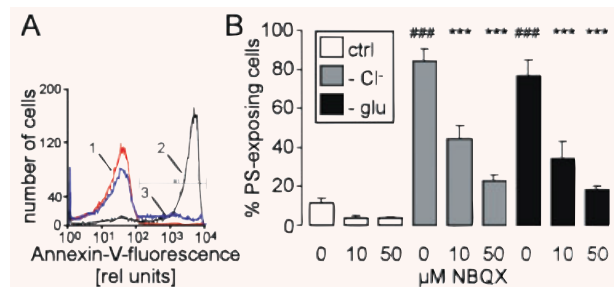 A
number of cells
200
120
40
0
1
2
3
10⁰
10¹
10²
10³
10⁴
Annexin-V-fluorescence
[rel units]
B
% PS-exposing cells
100
80
60
40
20
0
ctrl
- Cl⁻
- glu
### *** *** ### *** ***
0 10 50 0 10 50 0 10 50
µM NBQX